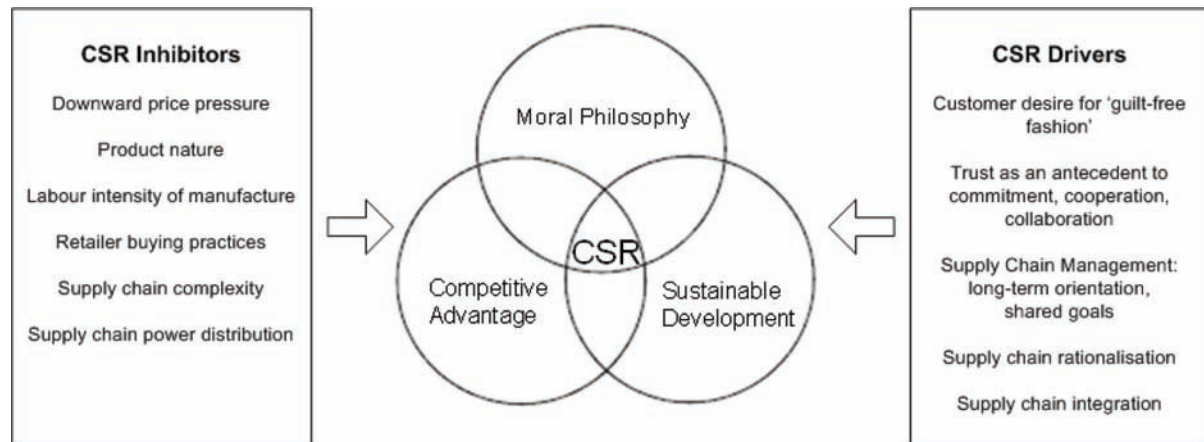 CSR Inhibitors
Downward price pressure
Product nature
Labour intensity of manufacture
Retailer buying practices
Supply chain complexity
Supply chain power distribution
Moral Philosophy
CSR
Competitive
Advantage
Sustainable
Development
CSR Drivers
Customer desire for ‘guilt-free
fashion’
Trust as an antecedent to
commitment, cooperation,
collaboration
Supply Chain Management:
long-term orientation,
shared goals
Supply chain rationalisation
Supply chain integration